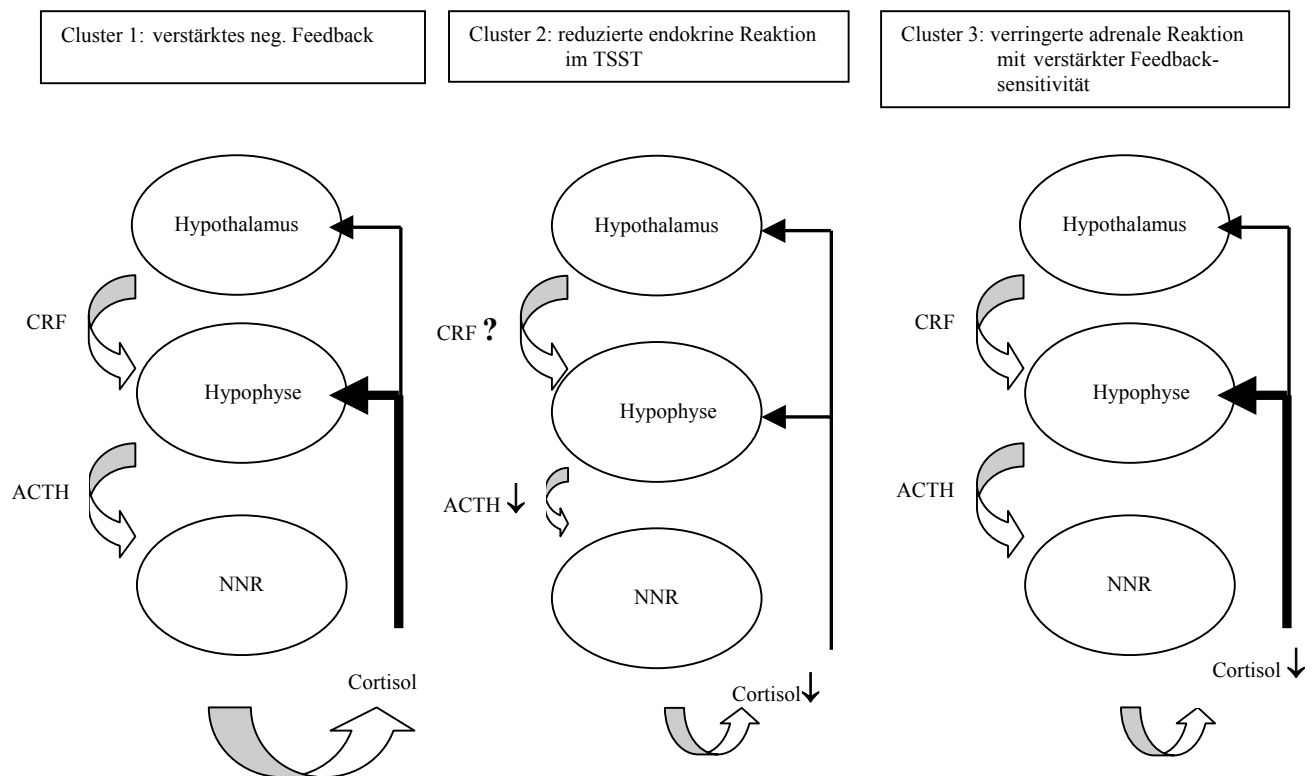 Cluster 1: verstärktes neg. Feedback
Cluster 2: reduzierte endokrine Reaktion
im TSST
Cluster 3: verringerte adrenale Reaktion
mit verstärkter Feedback-
sensitivität
Hypothalamus
CRF
Hypophyse
ACTH
NNR
Cortisol
Hypothalamus
CRF ?
Hypophyse
ACTH ↓
NNR
Cortisol ↓
Hypothalamus
CRF
Hypophyse
ACTH
NNR
Cortisol ↓